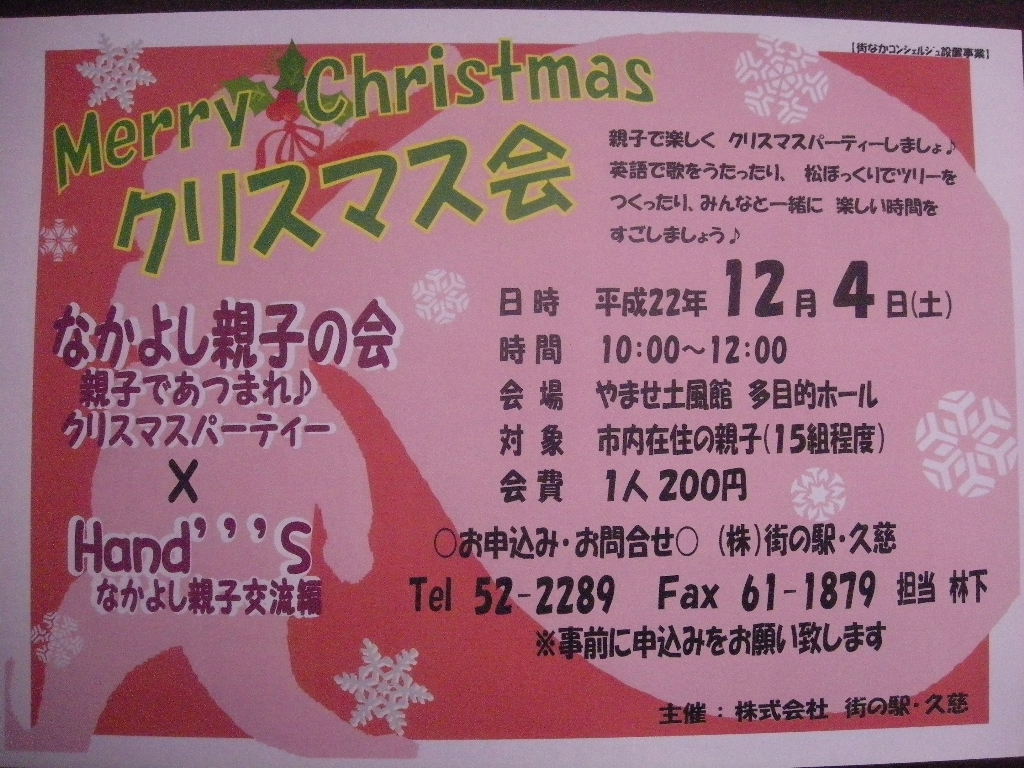 【街なかコンシェルジュ設置事業】
Merry Christmas
クリスマス会
親子で楽しく クリスマスパーティーしましょ♪
英語で歌をうたったり、 松ぼっくりでツリーを
つくったり、みんなと一緒に 楽しい時間を
すごしましょう♪
なかよし親子の会
親子であつまれ♪
クリスマスパーティー
X
Hand’’’S
なかよし親子交流編
日時 平成22年 12月 4日(土)
時間 10:00～12:00
会場 やませ土風館 多目的ホール
対象 市内在住の親子(15組程度)
会費 1人 200円
○お申込み・お問合せ○ (株)街の駅・久慈
Tel 52-2289 Fax 61-1879 担当 林下
※事前に申込みをお願い致します
主催：株式会社 街の駅・久慈